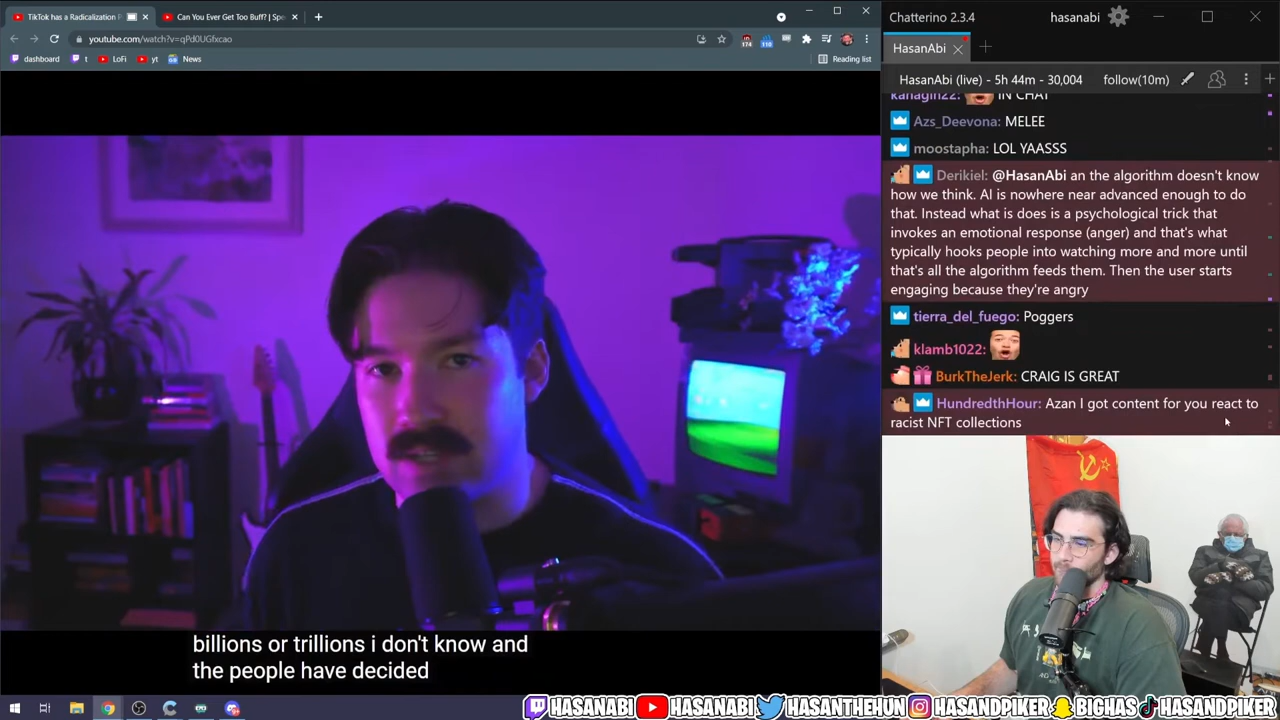 TikTok has a Radicalization P
Can You Ever Get Too Buff? | Spe
youtube.com/watch?v=qPd0UGfxcao
174
110
dashboard
t
LoFi
yt
News
Reading list
billions or trillions i don't know and
the people have decided
Chatterino 2.3.4
hasanabi
HasanAbi
HasanAbi (live) - 5h 44m - 30,004
follow(10m)
kanagin22: IN CHAT
Azs_Deevona: MELEE
moostapha: LOL YAASSS
Derikiel: @HasanAbi an the algorithm doesn't know
how we think. AI is nowhere near advanced enough to do
that. Instead what is does is a psychological trick that
invokes an emotional response (anger) and that's what
typically hooks people into watching more and more until
that's all the algorithm feeds them. Then the user starts
engaging because they're angry
tierra_del_fuego: Poggers
klamb1022:
BurkTheJerk: CRAIG IS GREAT
HundredthHour: Azan I got content for you react to
racist NFT collections
HASANABI HASANABI HASANTHEHUN HASANDPIKER BIGHAS HASANDPIKER